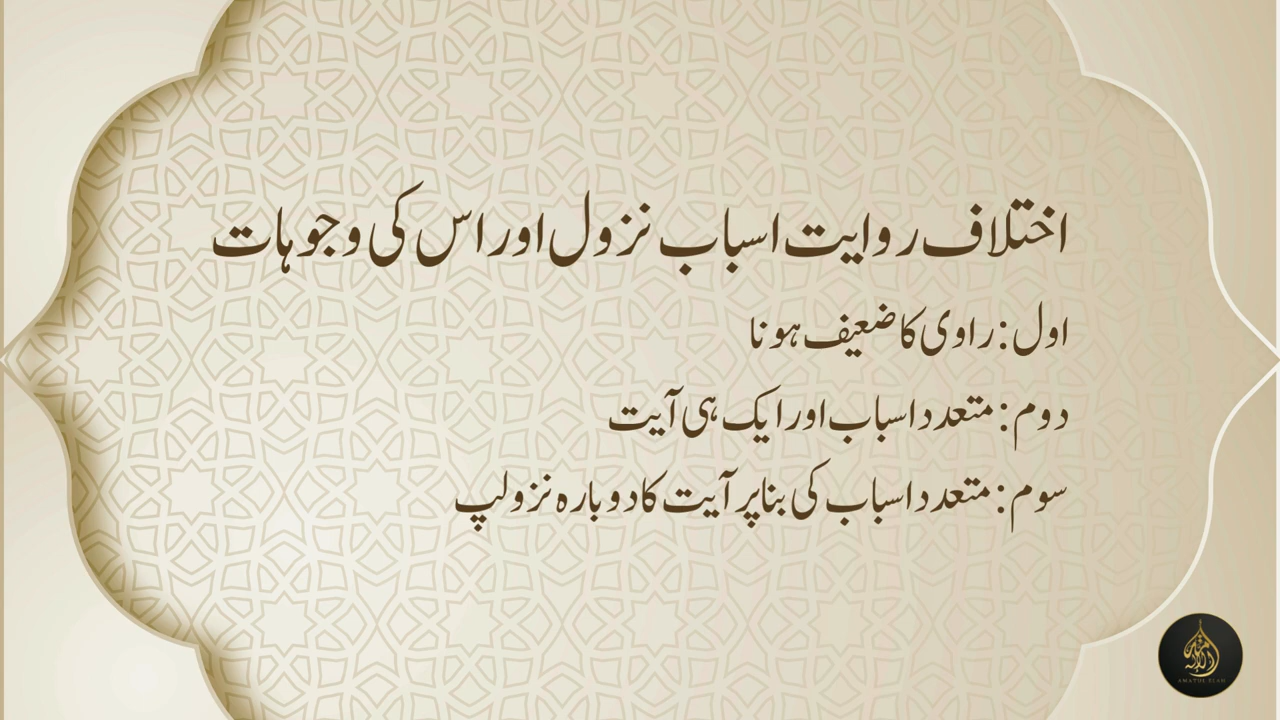 اختلاف روایت اسباب نزول اور اس کی وجوہات
اول: راوی کا ضعیف ہونا
دوم: متعدد اسباب اور ایک ہی آیت
سوم: متعدد اسباب کی بنا پر آیت کا دوبارہ نزولپ